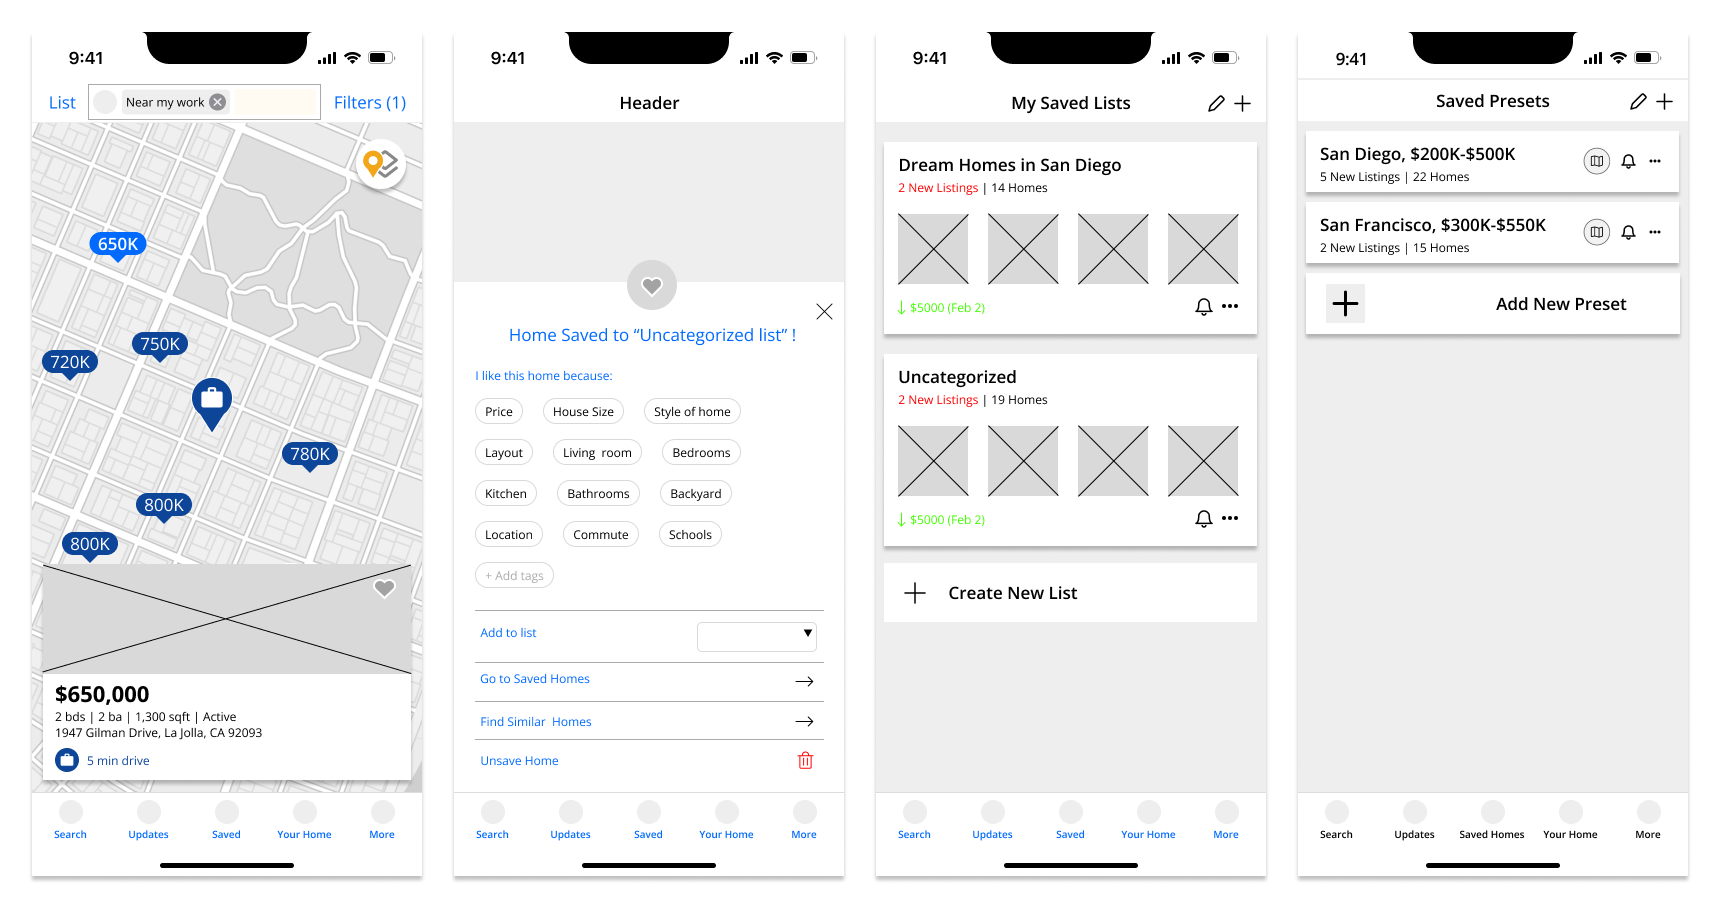 9:41
List
Near my work
Filters (1)
650K
750K
720K
780K
800K
800K
$650,000
2 bds | 2 ba | 1,300 sqft | Active
1947 Gilman Drive, La Jolla, CA 92093
5 min drive
Search Updates Saved Your Home More
9:41
Header
Home Saved to “Uncategorized list” !
I like this home because:
Price House Size Style of home
Layout Living room Bedrooms
Kitchen Bathrooms Backyard
Location Commute Schools
+ Add tags
Add to list
Go to Saved Homes
Find Similar Homes
Unsave Home
Search Updates Saved Your Home More
9:41
My Saved Lists
Dream Homes in San Diego
2 New Listings | 14 Homes
↓ $5000 (Feb 2)
Uncategorized
2 New Listings | 19 Homes
↓ $5000 (Feb 2)
Create New List
Search Updates Saved Your Home More
9:41
Saved Presets
San Diego, $200K-$500K
5 New Listings | 22 Homes
San Francisco, $300K-$550K
2 New Listings | 15 Homes
Add New Preset
Search Updates Saved Homes Your Home More